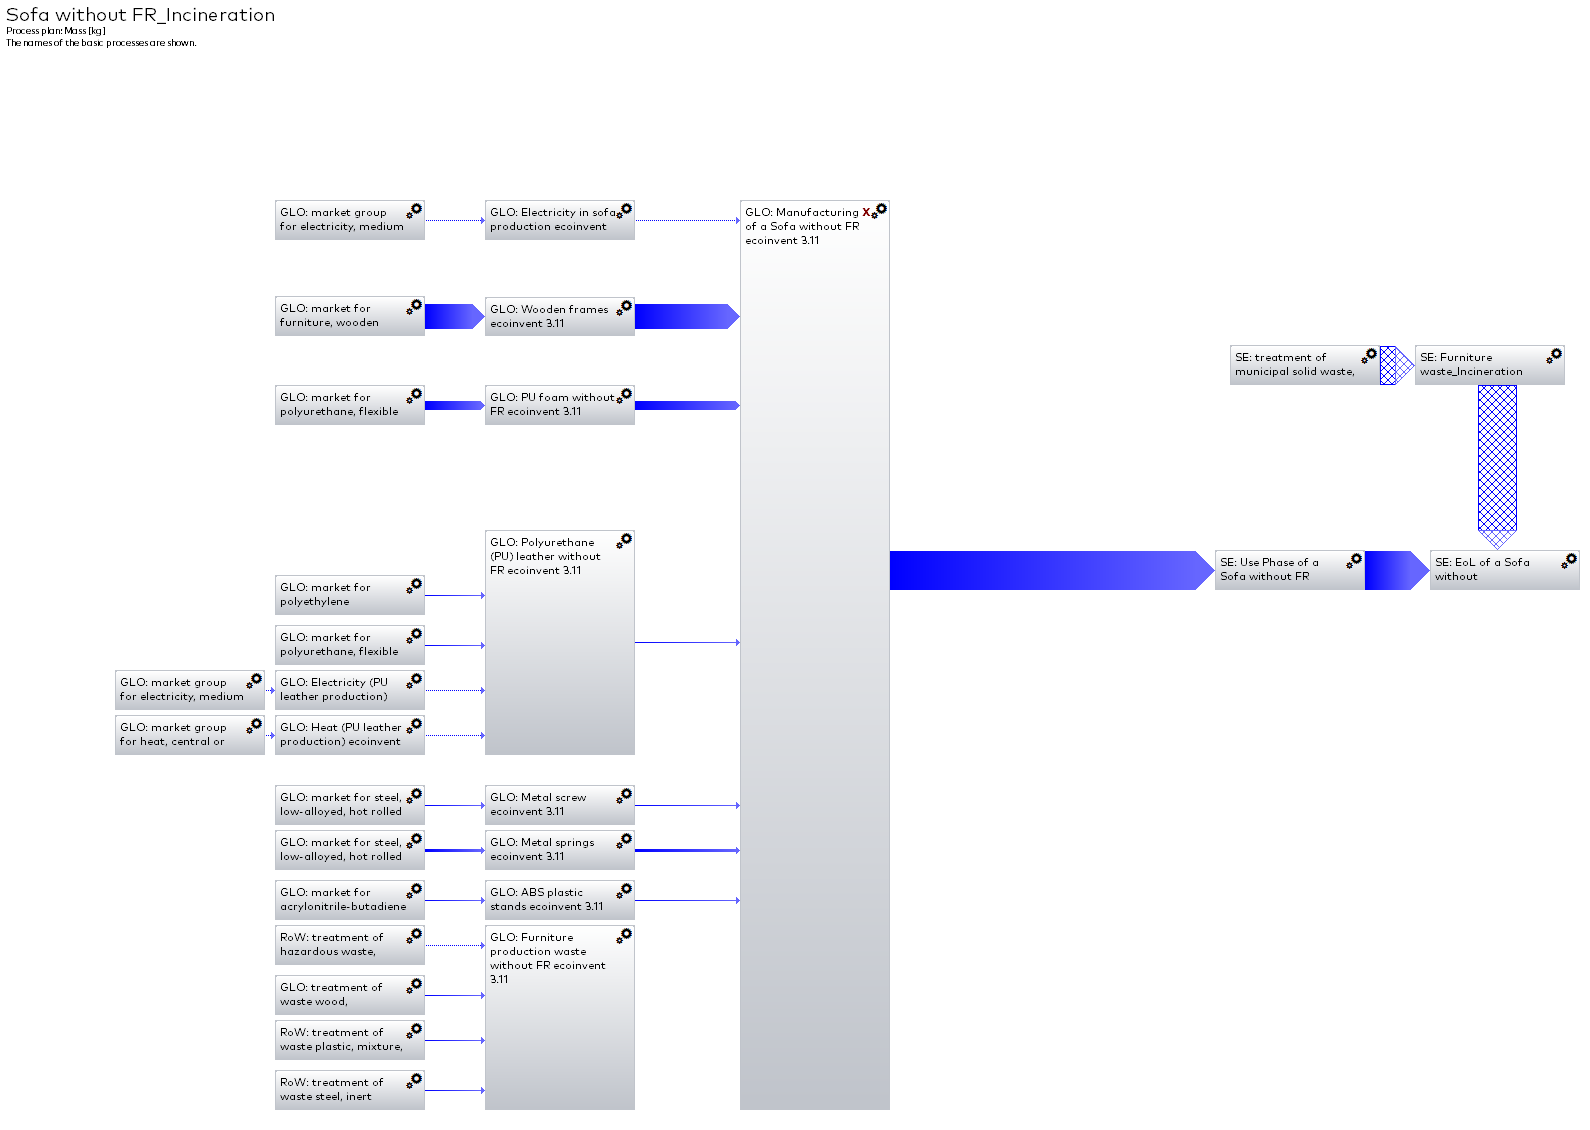 Sofa without FR_Incineration
Process plan: Mass [kg]
The names of the basic processes are shown.
GLO: market group
for electricity, medium
GLO: Electricity in sofa
production ecoinvent
GLO: Manufacturing X
of a Sofa without FR
ecoinvent 3.11
GLO: market for
furniture, wooden
GLO: Wooden frames
ecoinvent 3.11
SE: treatment of
municipal solid waste,
SE: Furniture
waste_Incineration
GLO: market for
polyurethane, flexible
GLO: PU foam without
FR ecoinvent 3.11
GLO: Polyurethane
(PU) leather without
FR ecoinvent 3.11
SE: Use Phase of a
Sofa without FR
SE: EoL of a Sofa
without
GLO: market for
polyethylene
GLO: market for
polyurethane, flexible
GLO: market group
for electricity, medium
GLO: Electricity (PU
leather production)
GLO: market group
for heat, central or
GLO: Heat (PU leather
production) ecoinvent
GLO: market for steel,
low-alloyed, hot rolled
GLO: Metal screw
ecoinvent 3.11
GLO: market for steel,
low-alloyed, hot rolled
GLO: Metal springs
ecoinvent 3.11
GLO: market for
acrylonitrile-butadiene
GLO: ABS plastic
stands ecoinvent 3.11
RoW: treatment of
hazardous waste,
GLO: Furniture
production waste
without FR ecoinvent
3.11
GLO: treatment of
waste wood,
RoW: treatment of
waste plastic, mixture,
RoW: treatment of
waste steel, inert